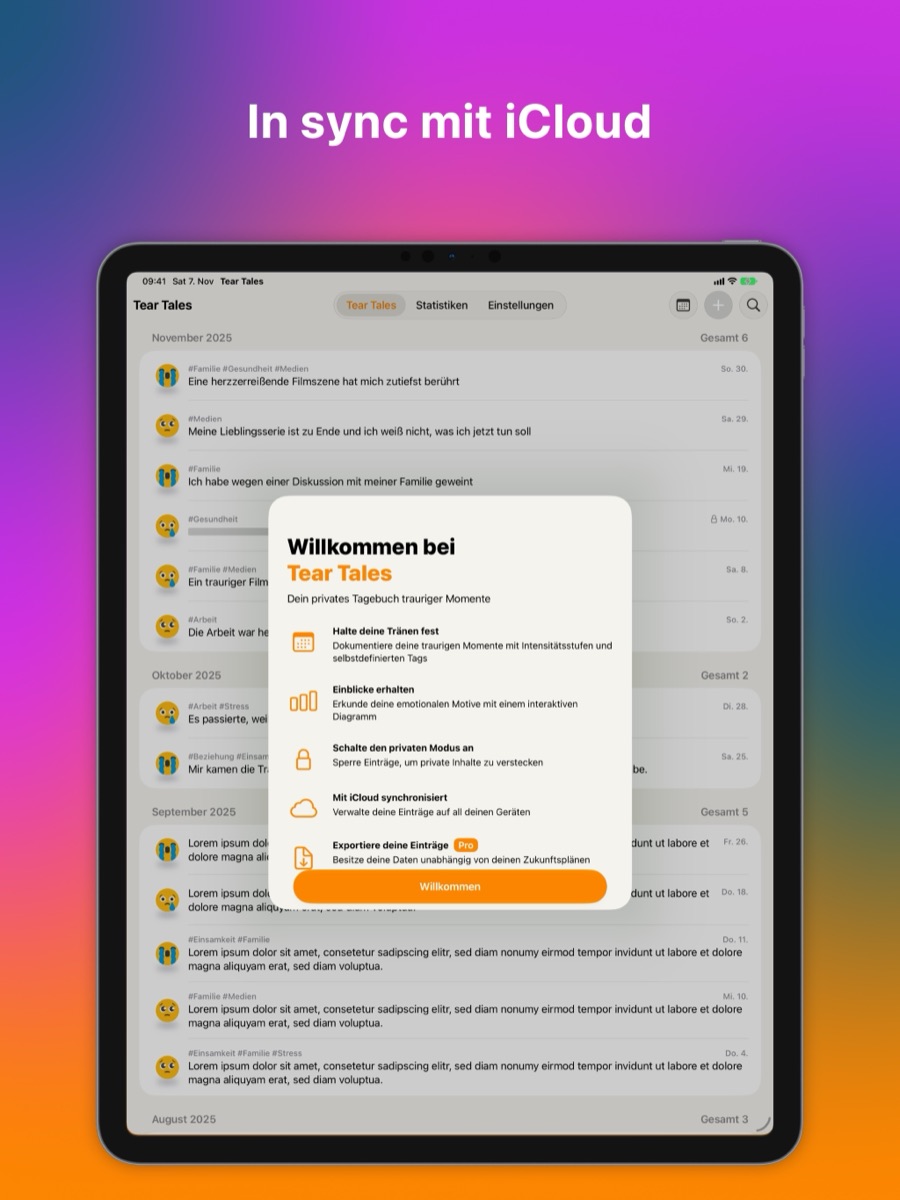 In sync mit iCloud
09:41 Sat 7. Nov Tear Tales
Tear Tales
Tear Tales Statistiken Einstellungen
November 2025 Gesamt 6
#Familie #Gesundheit #Medien So. 30.
Eine herzzerreißende Filmszene hat mich zutiefst berührt
#Medien Sa. 29.
Meine Lieblingsserie ist zu Ende und ich weiß nicht, was ich jetzt tun soll
#Familie Mi. 19.
Ich habe wegen einer Diskussion mit meiner Familie geweint
#Gesundheit Mo. 10.
#Familie #Medien Sa. 8.
Ein trauriger Film
#Arbeit So. 2.
Die Arbeit war he
Oktober 2025 Gesamt 2
#Arbeit #Stress Di. 28.
Es passierte, wei
#Beziehung #Einsam Sa. 25.
Mir kamen die Tr be.
September 2025 Gesamt 5
Lorem ipsum dol dunt ut labore et Fr. 26.
dolore magna ali
Lorem ipsum dol dunt ut labore et Do. 18.
dolore magna aliquyam erat, sed diam voluptua.
#Einsamkeit #Familie Do. 11.
Lorem ipsum dolor sit amet, consetetur sadipscing elitr, sed diam nonumy eirmod tempor invidunt ut labore et dolore
magna aliquyam erat, sed diam voluptua.
#Familie #Medien Mi. 10.
Lorem ipsum dolor sit amet, consetetur sadipscing elitr, sed diam nonumy eirmod tempor invidunt ut labore et dolore
magna aliquyam erat, sed diam voluptua.
#Einsamkeit #Familie #Stress Do. 4.
Lorem ipsum dolor sit amet, consetetur sadipscing elitr, sed diam nonumy eirmod tempor invidunt ut labore et dolore
magna aliquyam erat, sed diam voluptua.
August 2025 Gesamt 3
Willkommen bei
Tear Tales
Dein privates Tagebuch trauriger Momente
Halte deine Tränen fest
Dokumentiere deine traurigen Momente mit Intensitätsstufen und
selbstdefinierten Tags
Einblicke erhalten
Erkunde deine emotionalen Motive mit einem interaktiven
Diagramm
Schalte den privaten Modus an
Sperre Einträge, um private Inhalte zu verstecken
Mit iCloud synchronisiert
Verwalte deine Einträge auf all deinen Geräten
Exportiere deine Einträge Pro
Besitze deine Daten unabhängig von deinen Zukunftsplänen
Willkommen